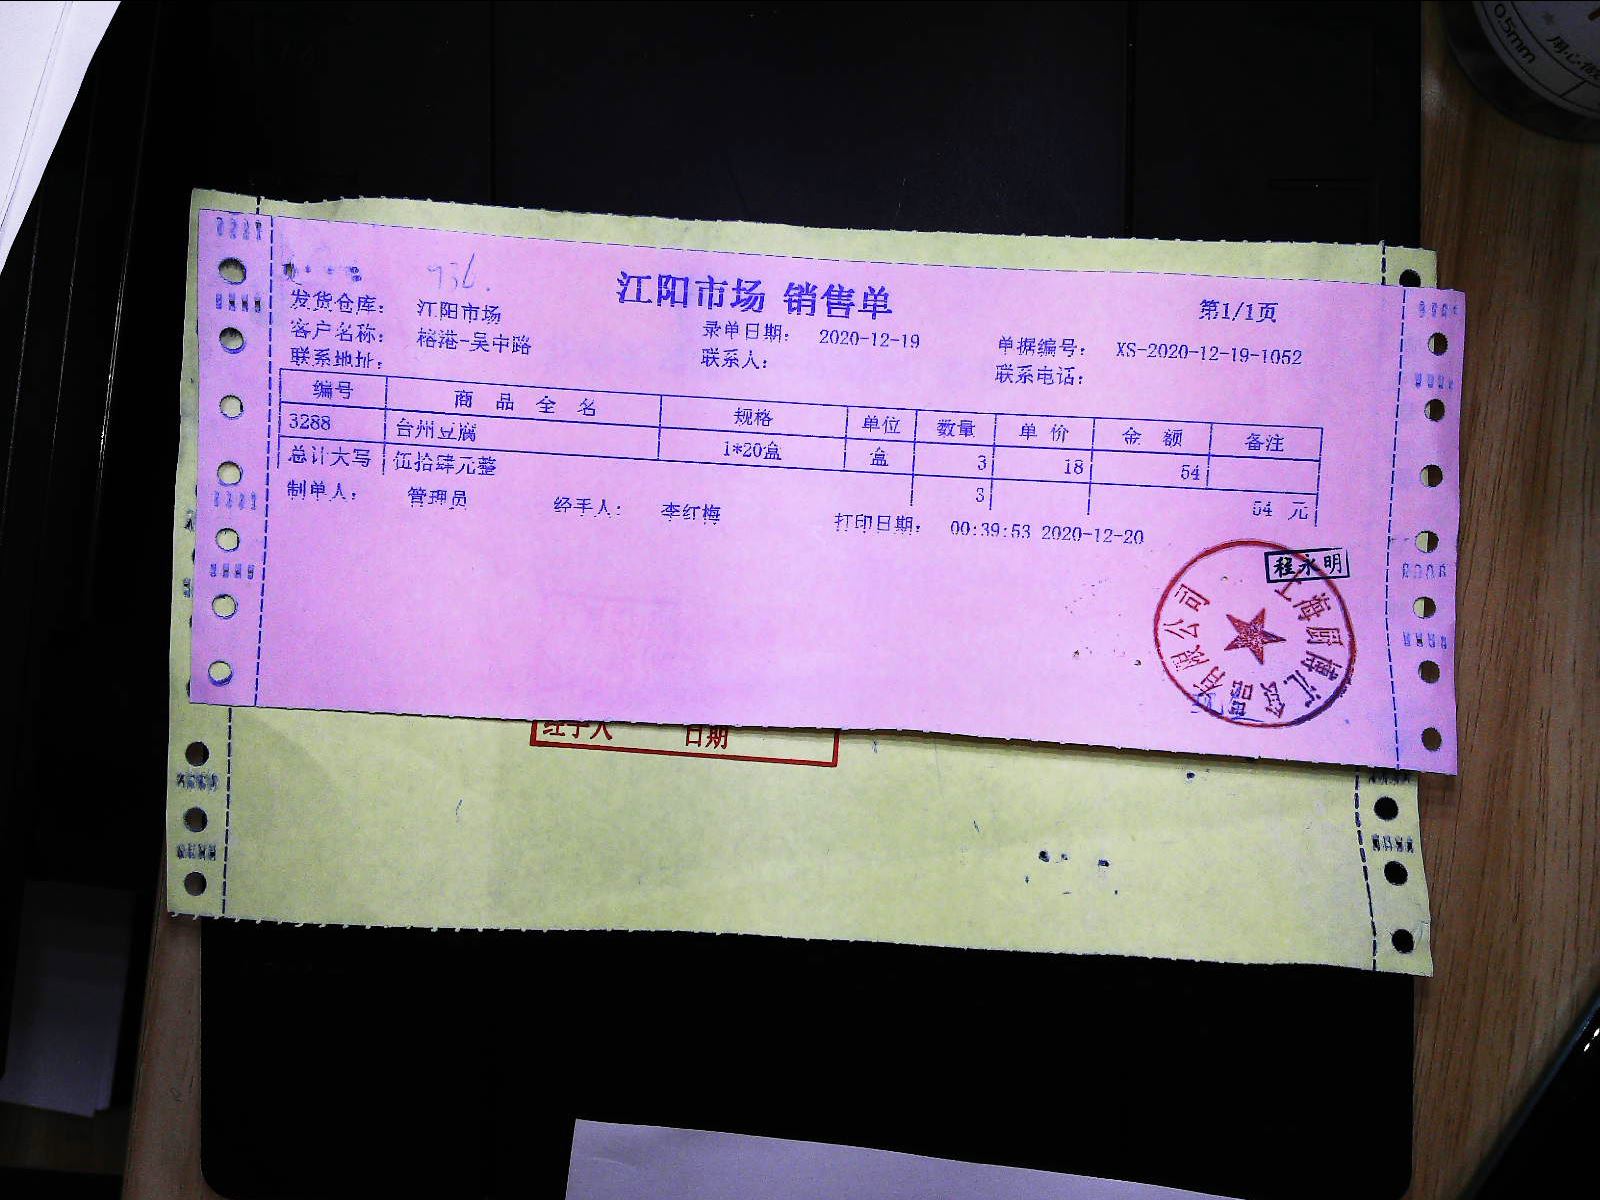 江阳市场 销售单
第1/1页
发货仓库： 江阳市场
客户名称： 榕港-吴中路 录单日期： 2020-12-19 单据编号： XS-2020-12-19-1052
联系地址： 联系人： 联系电话：
编号 商品全名 规格 单位 数量 单价 金额 备注
3288 台州豆腐 1*20盒 盒 3 18 54
总计大写 伍拾肆元整 3 54 元
制单人： 管理员 经手人： 李红梅 打印日期： 00:39:53 2020-12-20
程永明
有限公司
经手人 日期
0.5mm